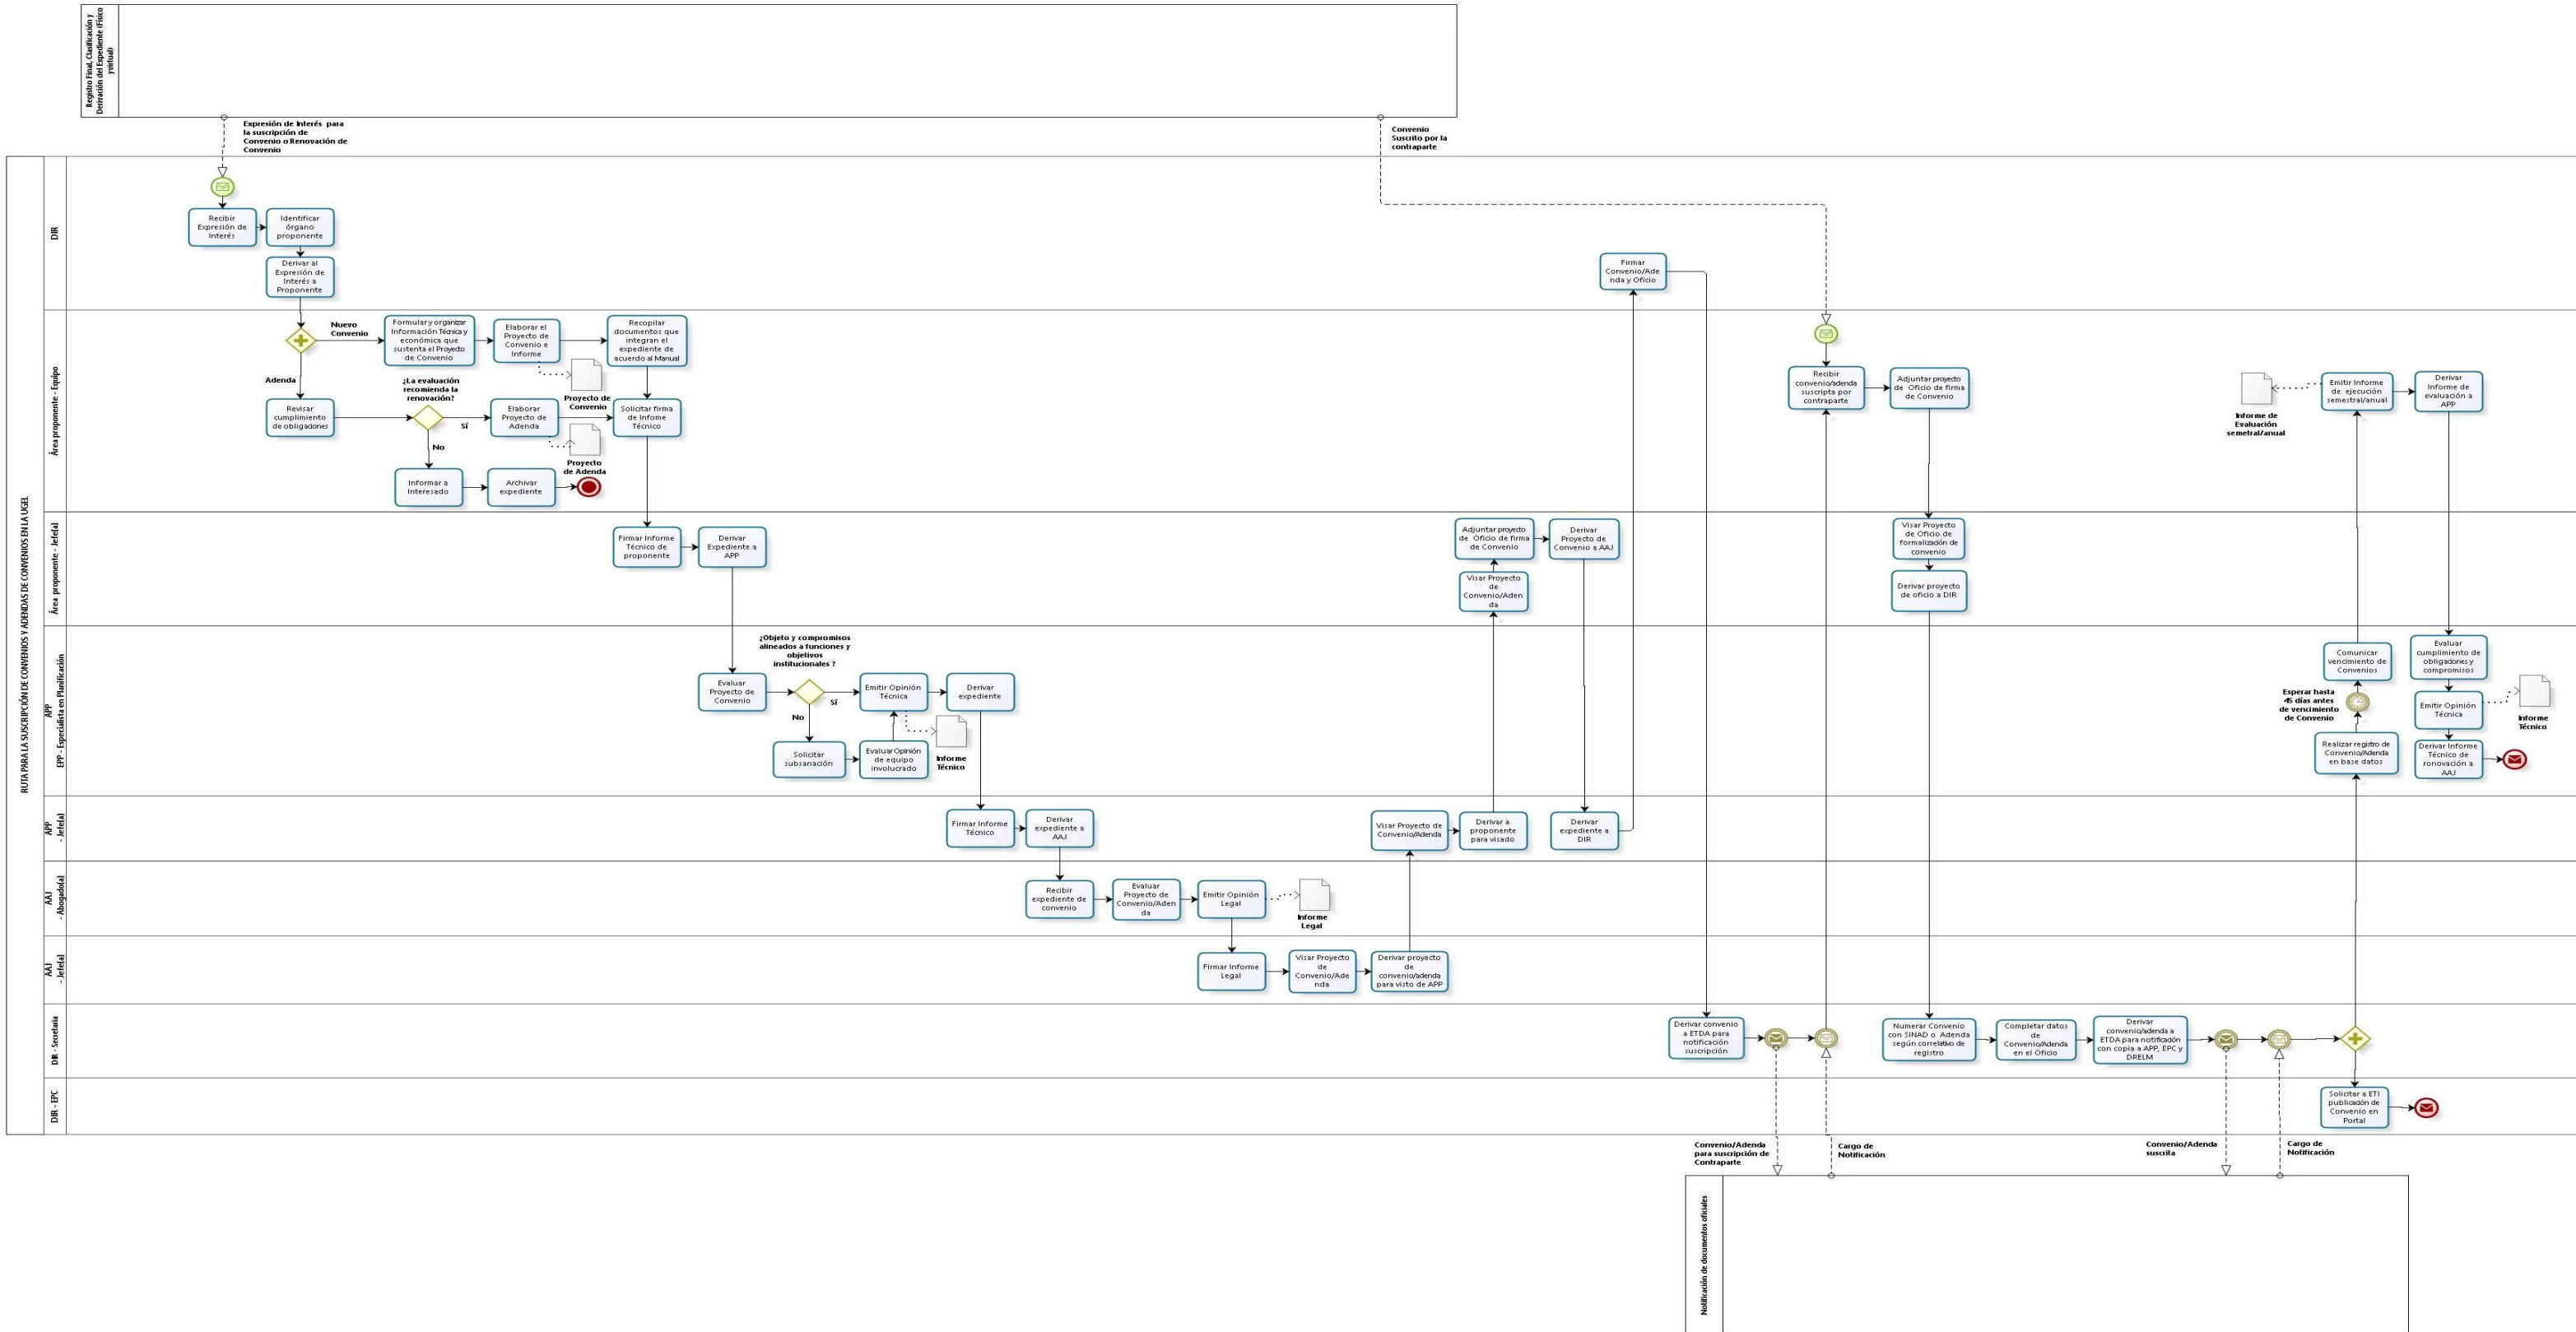 Registro Final, Clasificación y
Derivación del Expediente (Físico
yvirtual)
Expresión de Interés para
la suscripción de
Convenio o Renovación de
Convenio
Convenio
Suscrito por la
contraparte
RUTA PARA LA SUSCRIPCIÓN DE CONVENIOS Y ADENDAS DE CONVENIOS EN LA UGEL
DIR
Recibir
Expresión de
Interés
Identificar
órgano
proponente
Derivar al
Expresión de
Interés a
Proponente
Firmar
Convenio/Ade
nda y Oficio
Área proponente - Equipo
Nuevo
Convenio
Formular y organizar
Información Técnica y
económica que
sustenta el Proyecto
de Convenio
Elaborar el
Proyecto de
Convenio e
Informe
Recopilar
documentos que
integran el
expediente de
acuerdo al Manual
Proyecto de
Convenio
Adenda
Revisar
cumplimiento
de obligadones
¿La evaluación
recomienda la
renovación?
Sí
Elaborar
Proyecto de
Adenda
Solicitar firma
de Infome
Técnico
Proyecto
de Adenda
No
Informar a
Interesado
Archivar
expediente
Recibir
convenio/adenda
suscripta por
contraparte
Adjuntar proyecto
de Oficio de firma
de Convenio
Informe de
Evaluación
semetral/anual
Emitir Informe
de ejecución
semestral/anual
Derivar
Informe de
evaluación a
APP
Área proponente - Jefe(a)
Firmar Informe
Técnico de
proponente
Derivar
Expediente a
APP
Adjuntar proyecto
de Oficio de firma
de Convenio
Derivar
Proyecto de
Convenio a AAJ
Visar Proyecto
de
Convenio/Aden
da
Visar Proyecto
de Oficio de
formalización de
convenio
Derivar proyecto
de oficio a DIR
APP
EPP - Especialista en Planificación
Evaluar
Proyecto de
Convenio
¿Objeto y compromisos
alineados a funciones y
objetivos
institucionales ?
Sí
Emitir Opinión
Técnica
Derivar
expediente
No
Solicitar
subsanación
Evaluar Opinión
de equipo
involucrado
Informe
Técnico
Comunicar
vencimiento de
Convenios
Esperar hasta
45 días antes
de vencimiento
de Convenio
Realizar registro de
Convenio/Adenda
en base datos
Evaluar
cumplimiento de
obligadones y
compromisos
Emitir Opinión
Técnica
Informe
Técnico
Derivar Informe
Técnico de
ronovación a
AAJ
APP
- Jefe(a)
Firmar Informe
Técnico
Derivar
expediente a
AAJ
Visar Proyecto de
Convenio/Adenda
Derivar a
proponente
para visado
Derivar
expediente a
DIR
AAJ
- Abogado(a)
Recibir
expediente de
convenio
Evaluar
Proyecto de
Convenio/Aden
da
Emitir Opinión
Legal
Informe
Legal
AAJ
- Jefe(a)
Firmar Informe
Legal
Visar Proyecto
de
Convenio/Ade
nda
Derivar proyecto
de
convenio/adenda
para visto de APP
DIR - Secretaria
Derivar convenio
a ETDA para
notificación
suscripción
Numerar Convenio
con SINAD o Adenda
según correlativo de
registro
Completar datos
de
Convenio/Adenda
en el Oficio
Derivar
convenio/adenda a
ETDA para notificadón
con copia a APP, EPC y
DRELM
DIR - EPC
Solicitar a ETI
publicadón de
Convenio en
Portal
Convenio/Adenda
para suscripción de
Contraparte
Cargo de
Notificación
Convenio/Adenda
suscrita
Cargo de
Notificación
Notificación de documentos oficiales